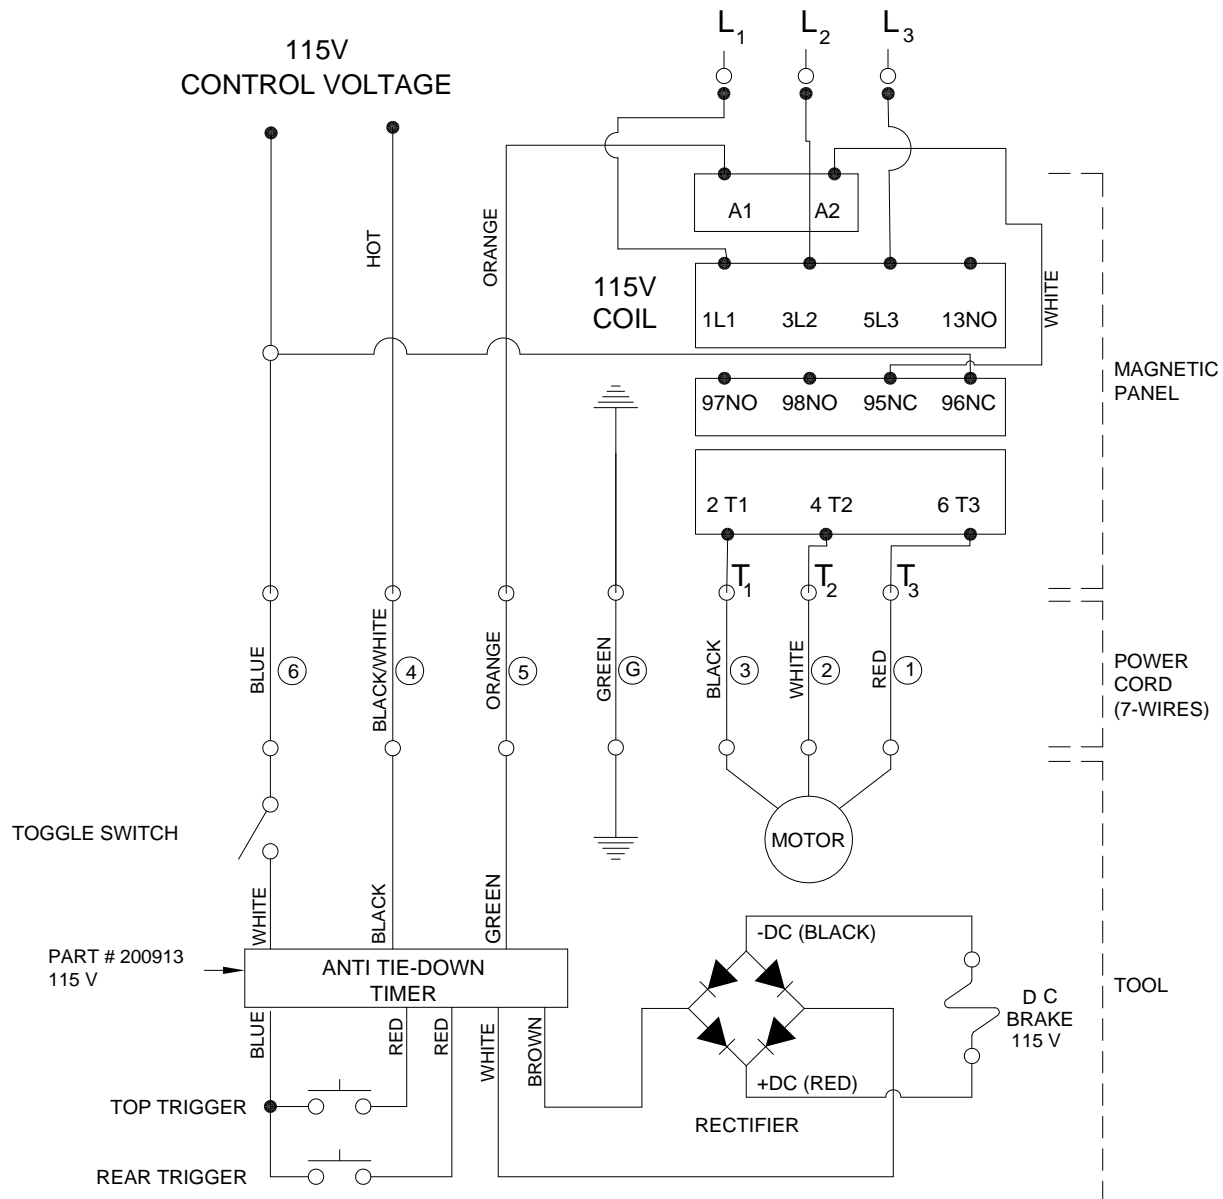 115V
CONTROL VOLTAGE
L1
L2
L3
HOT
ORANGE
A1
A2
115V
COIL
1L1
3L2
5L3
13NO
WHITE
97NO
98NO
95NC
96NC
MAGNETIC
PANEL
2 T1
4 T2
6 T3
T1
T2
T3
BLUE
6
BLACK/WHITE
4
ORANGE
5
GREEN
G
BLACK
3
WHITE
2
RED
1
POWER
CORD
(7-WIRES)
TOGGLE SWITCH
MOTOR
WHITE
BLACK
GREEN
PART # 200913
115 V
ANTI TIE-DOWN
TIMER
-DC (BLACK)
D C
BRAKE
115 V
TOOL
BLUE
RED
RED
WHITE
BROWN
+DC (RED)
RECTIFIER
TOP TRIGGER
REAR TRIGGER